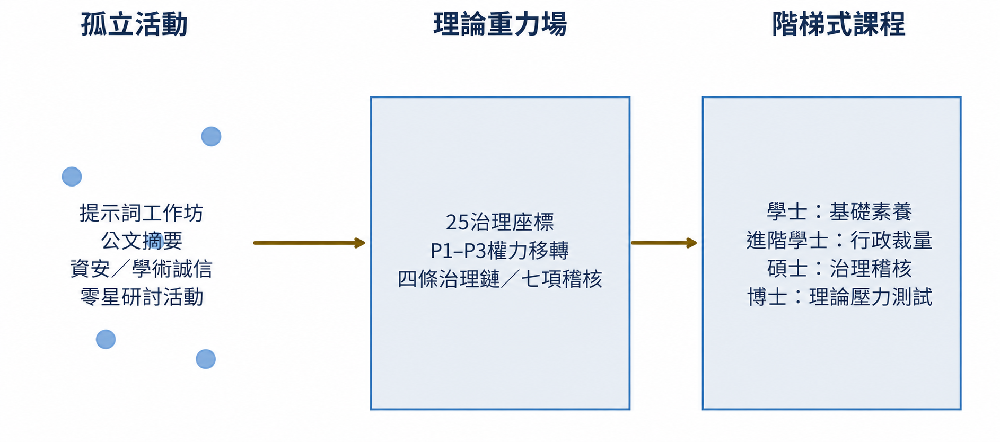 孤立活動
提示詞工作坊
公文摘要
資安／學術誠信
零星研討活動
理論重力場
25治理座標
P1–P3權力移轉
四條治理鏈／七項稽核
階梯式課程
學士：基礎素養
進階學士：行政裁量
碩士：治理稽核
博士：理論壓力測試